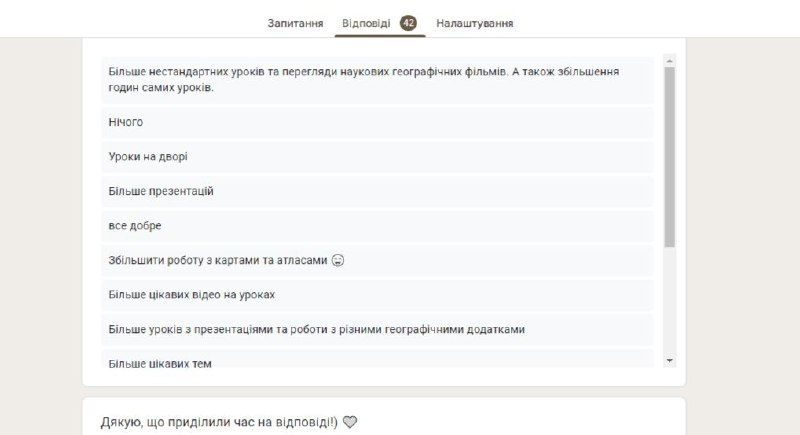 Запитання Відповіді 42 Налаштування
Більше нестандартних уроків та перегляди наукових географічних фільмів. А також збільшення
годин самих уроків.
Нічого
Уроки на дворі
Більше презентацій
все добре
Збільшити роботу з картами та атласами 😜
Більше цікавих відео на уроках
Більше уроків з презентаціями та роботи з різними географічними додатками
Більше цікавих тем
Дякую, що приділили час на відповіді!) 🤍